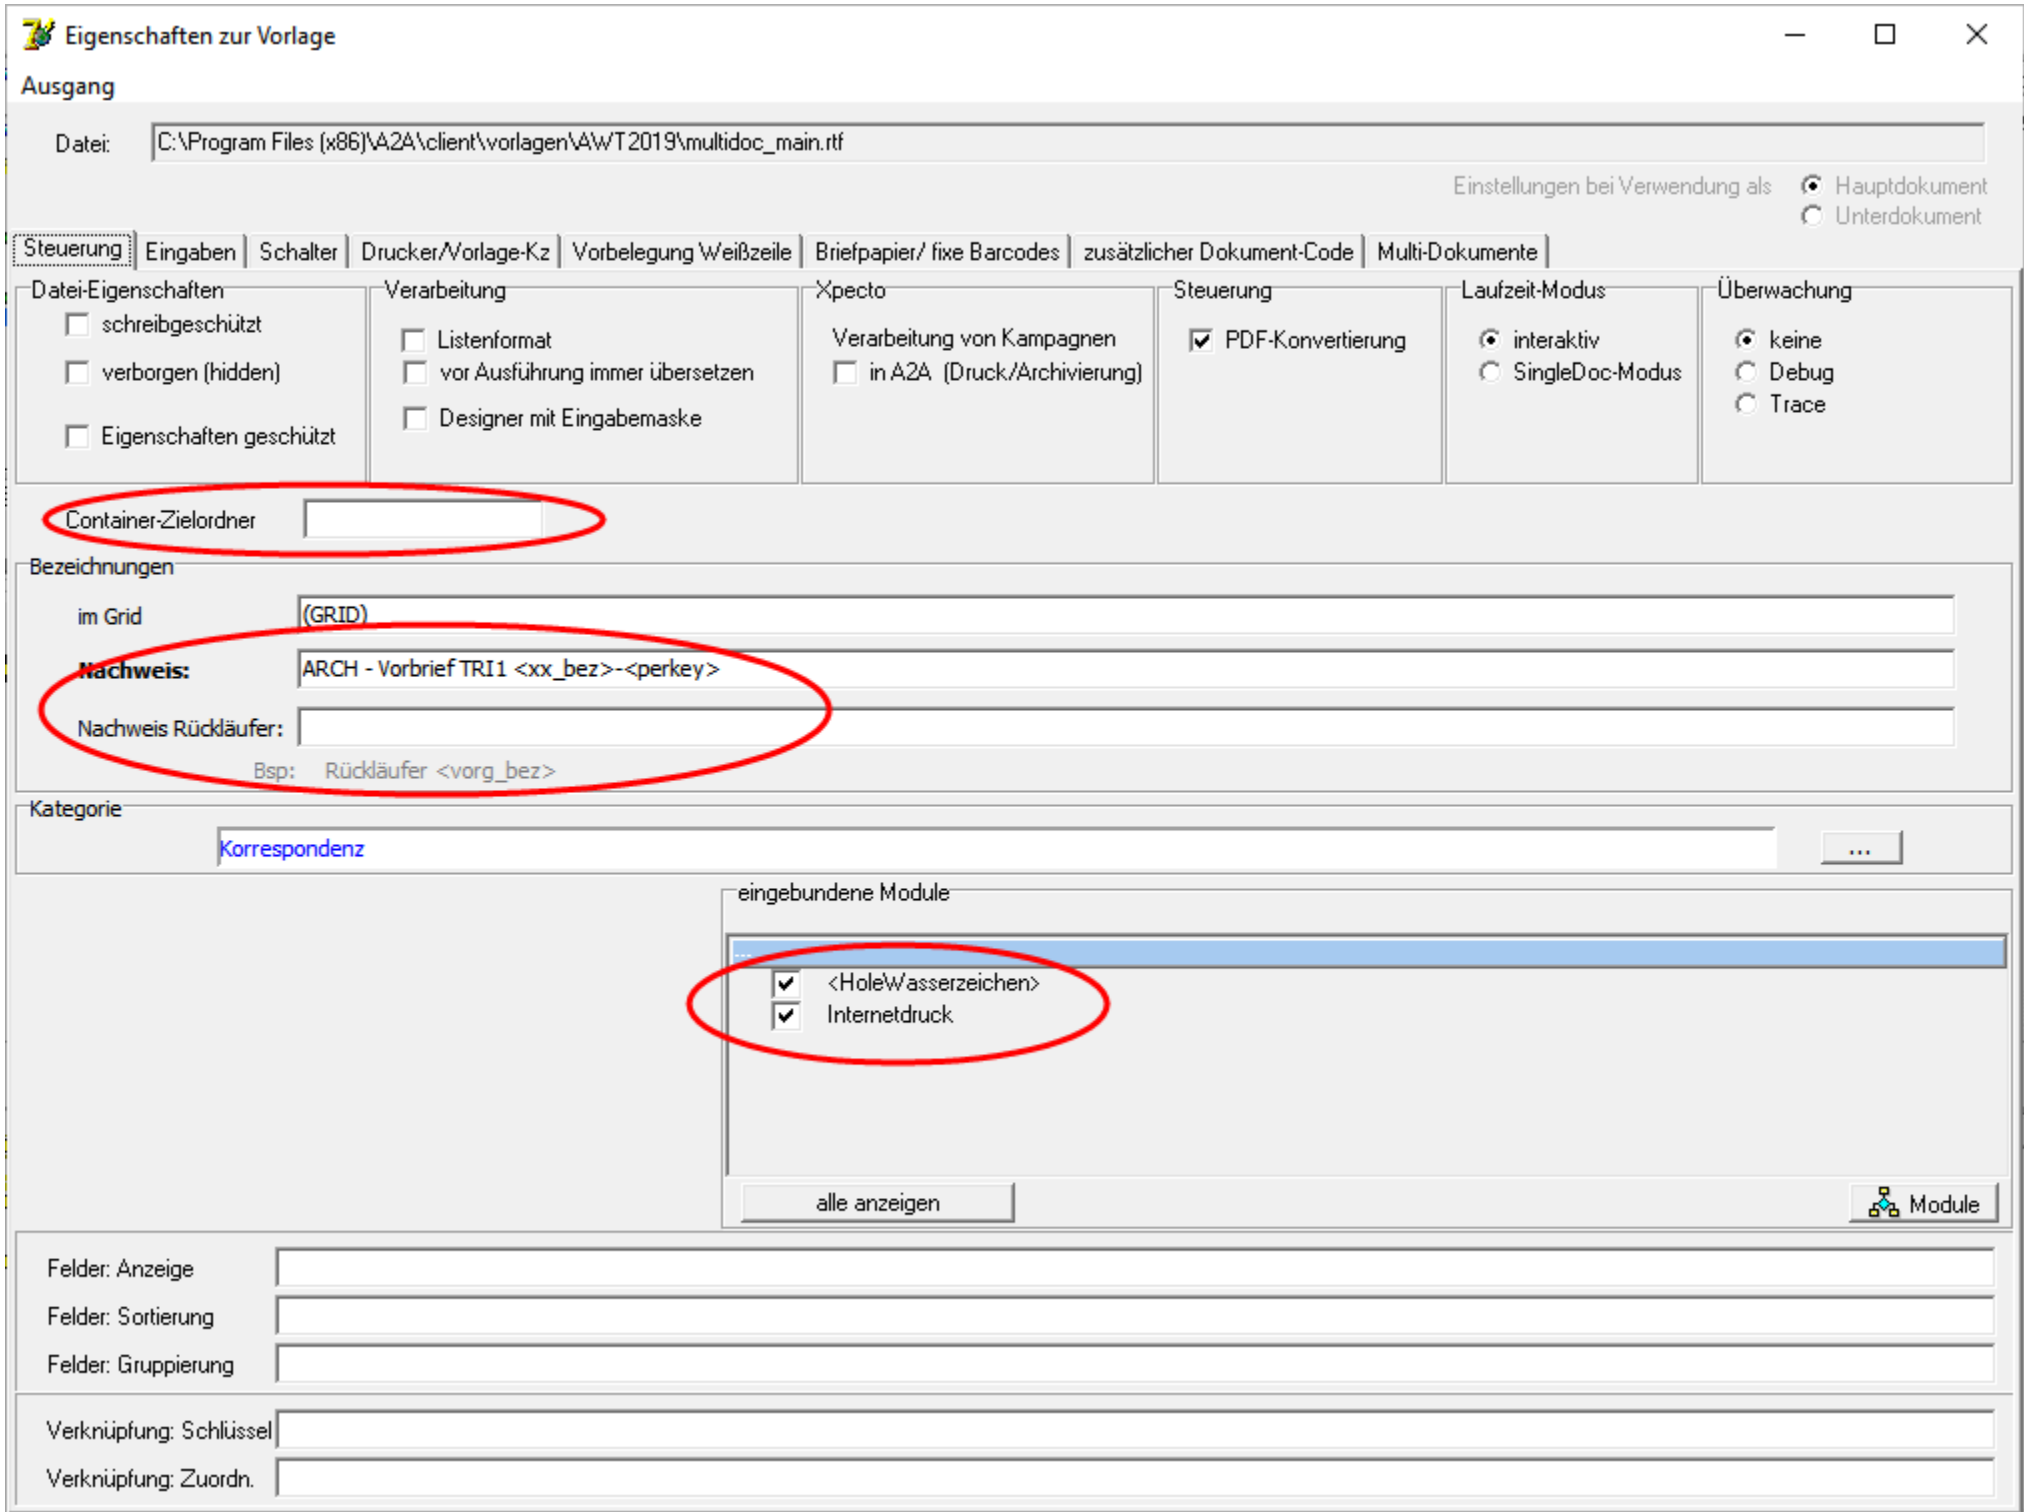 Eigenschaften zur Vorlage
Ausgang
Datei: C:\Program Files (x86)\A2A\client\vorlagen\AWT2019\multidoc_main.rtf
Einstellungen bei Verwendung als Hauptdokument
Unterdokument
Steuerung Eingaben Schalter Drucker/Vorlage-Kz Vorbelegung Weißzeile Briefpapier/ fixe Barcodes zusätzlicher Dokument-Code Multi-Dokumente
Datei-Eigenschaften Verarbeitung Xpecto Steuerung Laufzeit-Modus Überwachung
schreibgeschützt
Listenformat Verarbeitung von Kampagnen PDF-Konvertierung interaktiv keine
verborgen (hidden) vor Ausführung immer übersetzen in A2A (Druck/Archivierung) SingleDoc-Modus Debug
Trace
Designer mit Eingabemaske
Eigenschaften geschützt
Container-Zielordner
Bezeichnungen
im Grid (GRID)
Nachweis: ARCH - Vorbrief TRI1 <xx_bez>-<perkey>
Nachweis Rückläufer:
Bsp: Rückläufer <vorg_bez>
Kategorie
Korrespondenz ...
eingebundene Module
---
<HoleWasserzeichen>
Internetdruck
alle anzeigen Module
Felder: Anzeige
Felder: Sortierung
Felder: Gruppierung
Verknüpfung: Schlüssel
Verknüpfung: Zuordn.